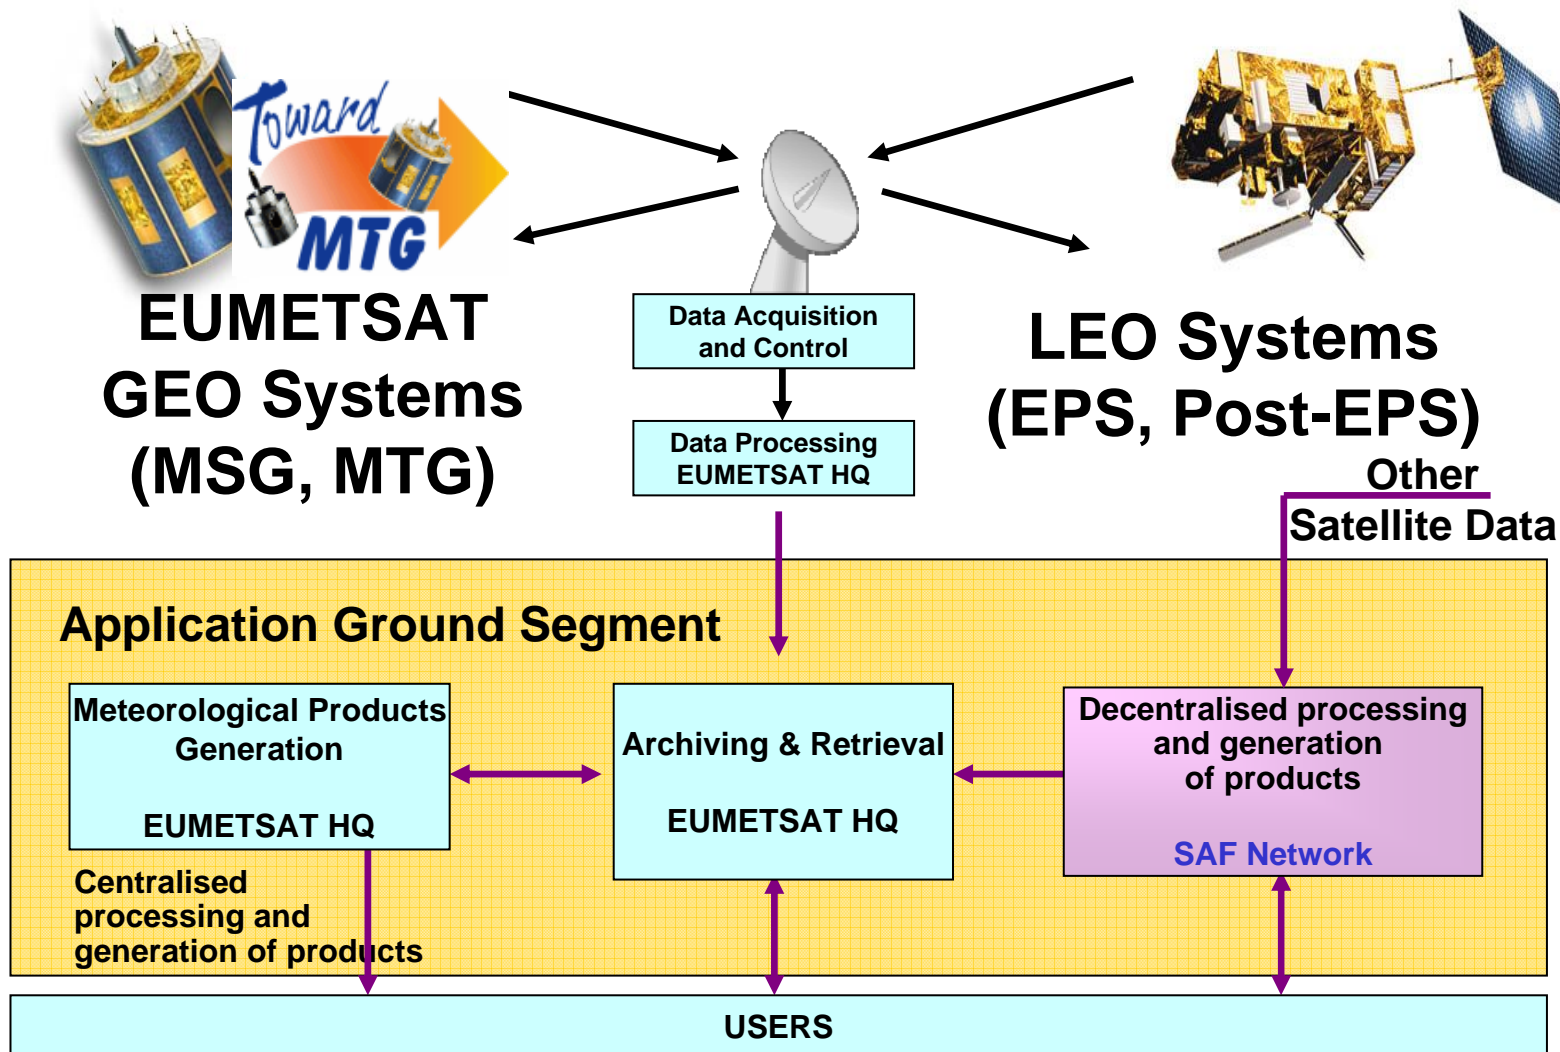 Toward
MTG
EUMETSAT
GEO Systems
(MSG, MTG)
Data Acquisition
and Control
Data Processing
EUMETSAT HQ
LEO Systems
(EPS, Post-EPS)
Other
Satellite Data
Application Ground Segment
Meteorological Products
Generation
EUMETSAT HQ
Centralised
processing and
generation of products
Archiving & Retrieval
EUMETSAT HQ
Decentralised processing
and generation
of products
SAF Network
USERS